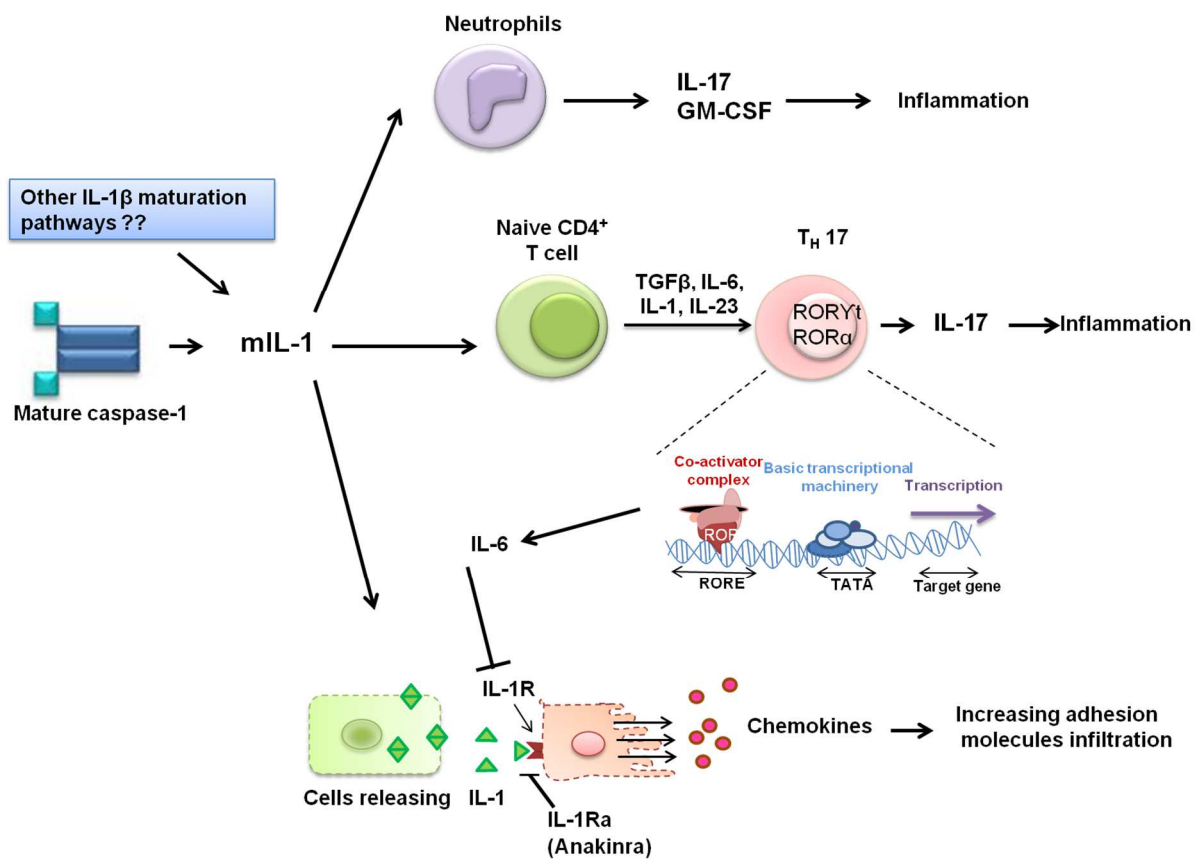 Neutrophils
IL-17
GM-CSF
Inflammation
Other IL-1β maturation
pathways ??
Naive CD4+
T cell
TH 17
TGFβ, IL-6,
IL-1, IL-23
RORϒt
RORα
IL-17
Inflammation
mIL-1
Mature caspase-1
Co-activator
complex
Basic transcriptional
machinery
Transcription
ROR
RORE
TATA
Target gene
IL-6
IL-1R
Chemokines
Increasing adhesion
molecules infiltration
Cells releasing
IL-1
IL-1Ra
(Anakinra)